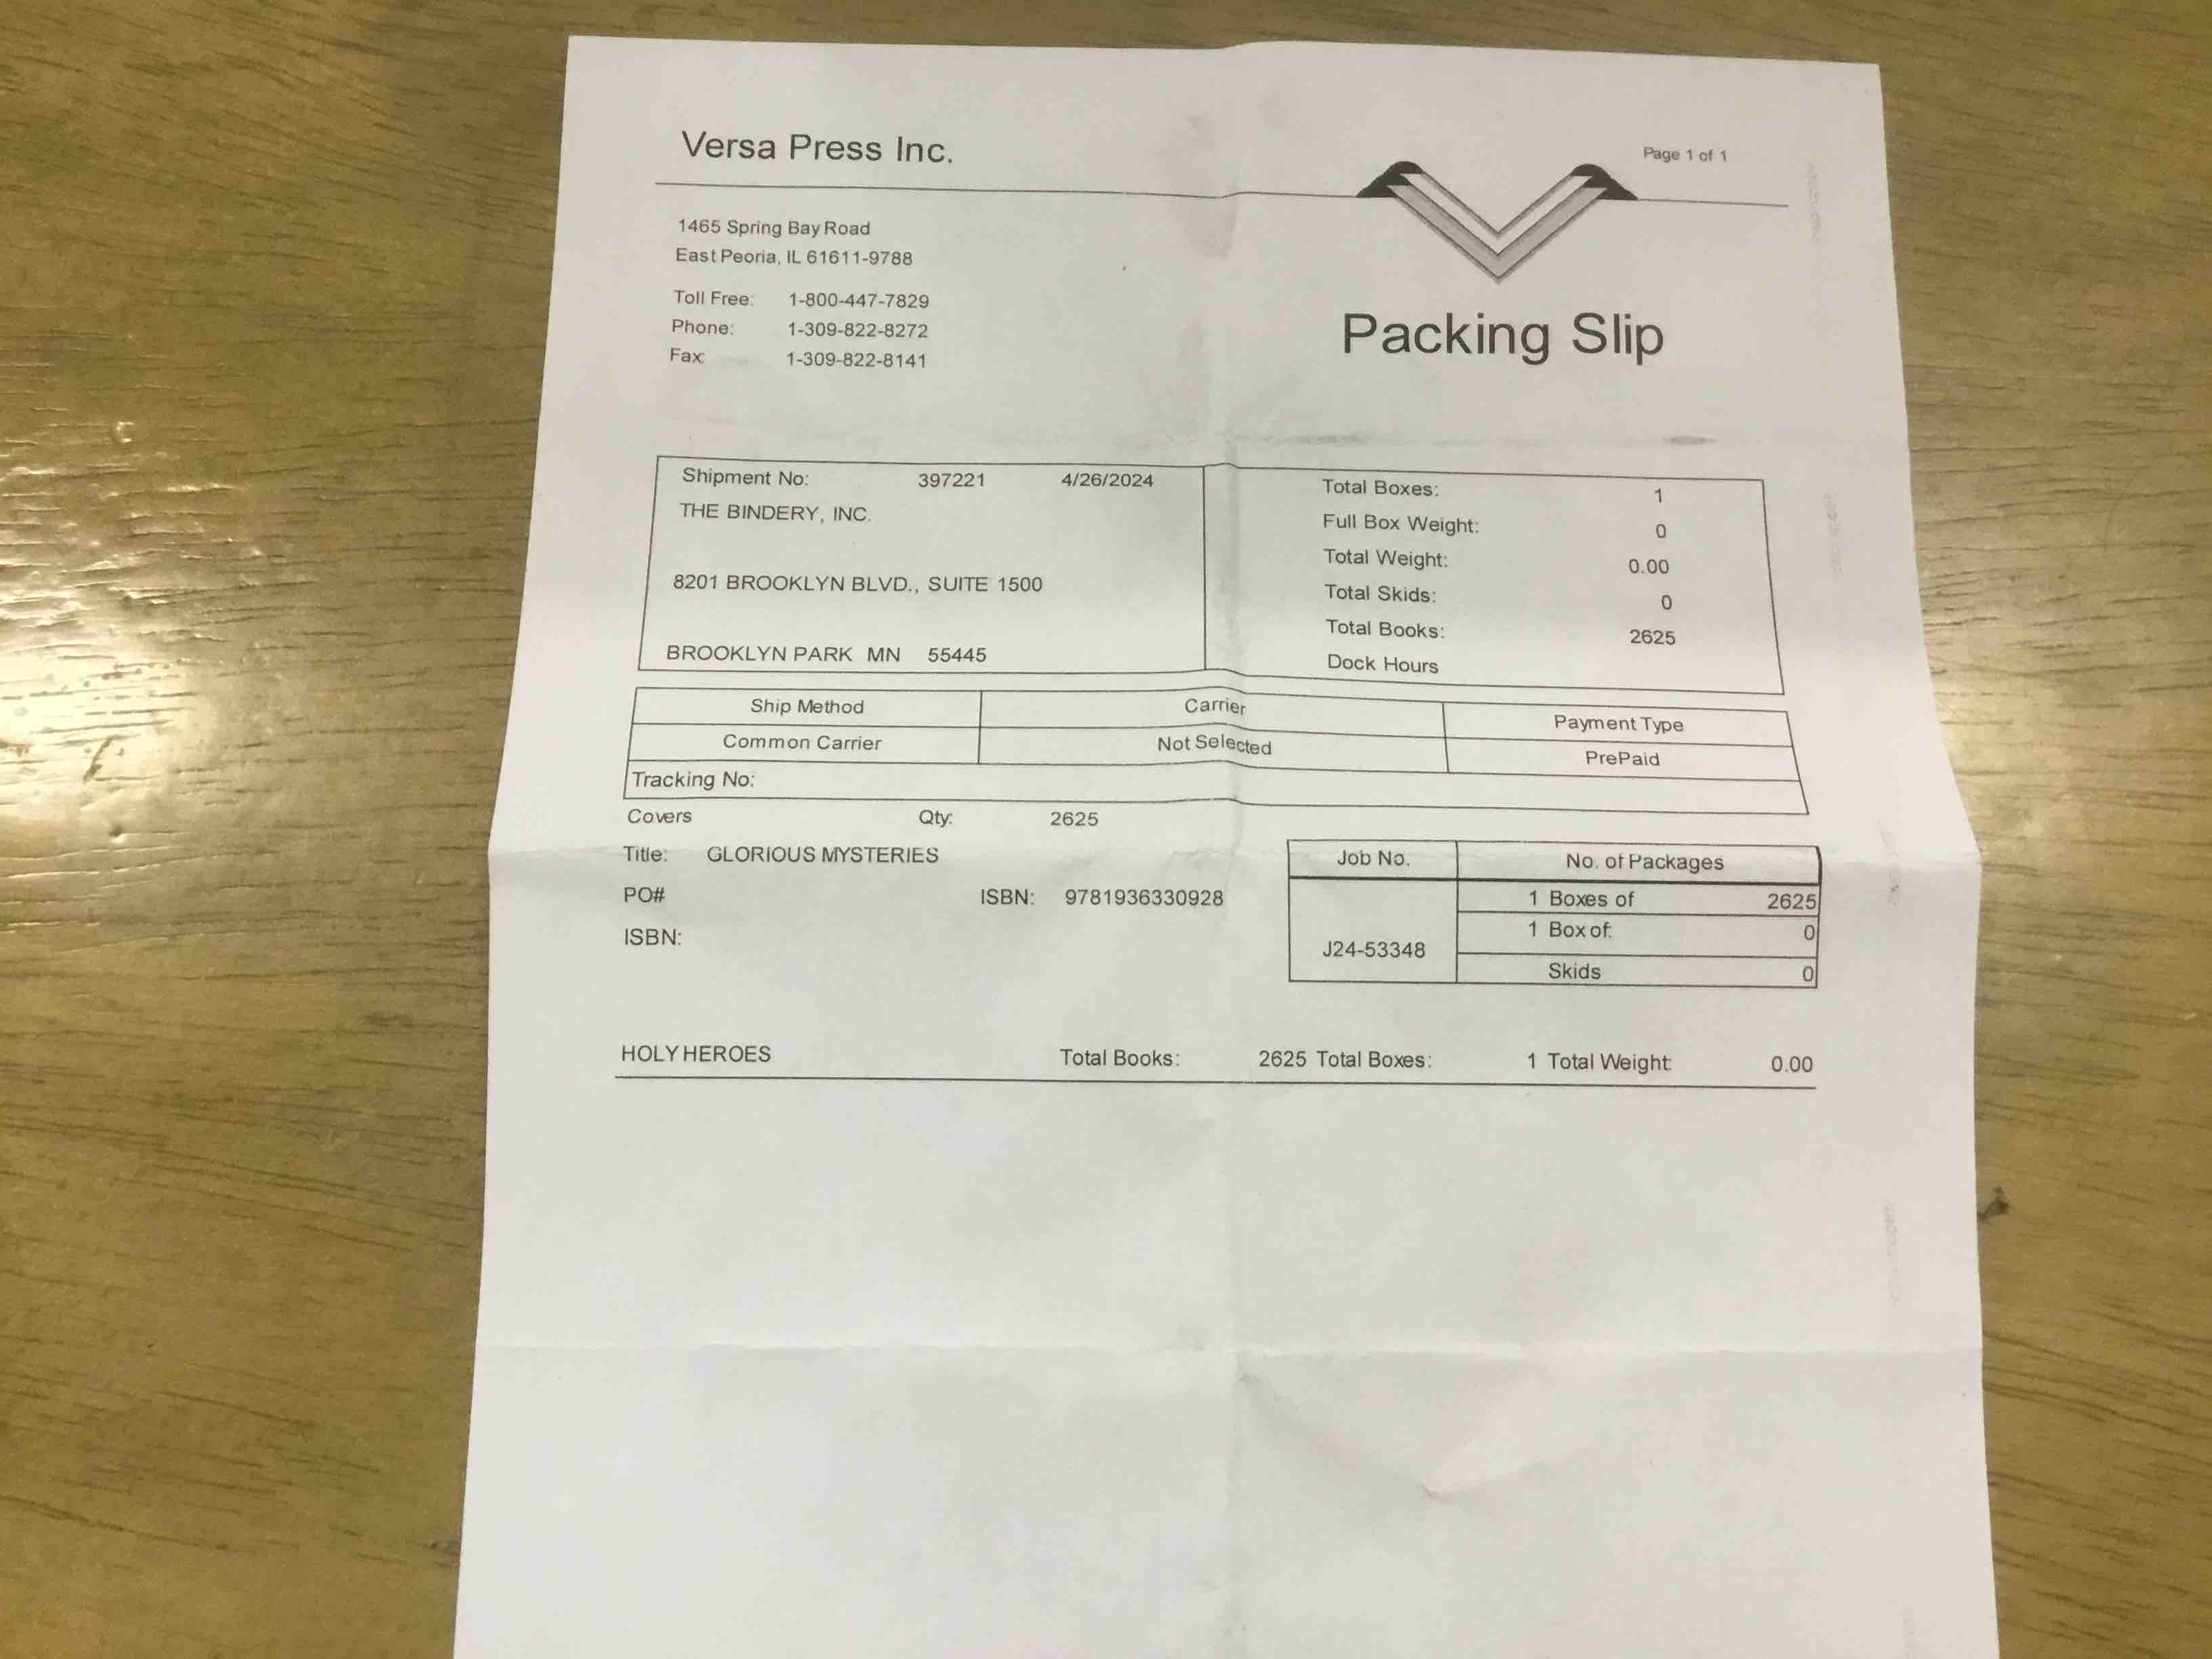 Versa Press Inc.
Page 1 of 1
1465 Spring Bay Road
East Peoria, IL 61611-9788
Toll Free: 1-800-447-7829
Phone: 1-309-822-8272
Fax: 1-309-822-8141
Packing Slip
Shipment No: 397221 4/26/2024
THE BINDERY, INC.
8201 BROOKLYN BLVD., SUITE 1500
BROOKLYN PARK MN 55445
Total Boxes: 1
Full Box Weight: 0
Total Weight: 0.00
Total Skids: 0
Total Books: 2625
Dock Hours
Ship Method Carrier Payment Type
Common Carrier Not Selected PrePaid
Tracking No:
Covers Qty: 2625
Title: GLORIOUS MYSTERIES
PO# ISBN: 9781936330928
ISBN:
Job No. No. of Packages
J24-53348
1 Boxes of 2625
1 Box of: 0
Skids 0
HOLY HEROES Total Books: 2625 Total Boxes: 1 Total Weight: 0.00